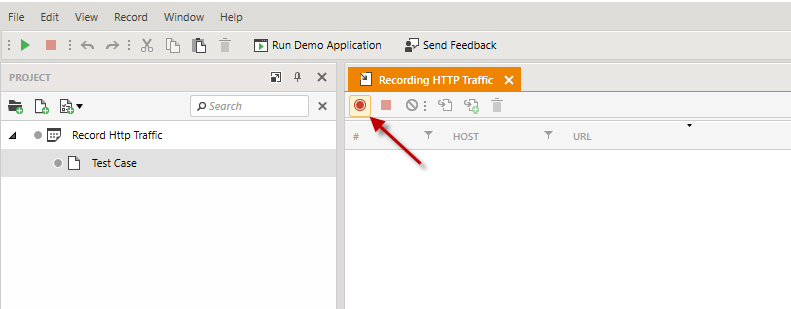 File Edit View Record Window Help
Run Demo Application Send Feedback
PROJECT
Search
Record Http Traffic
Test Case
Recording HTTP Traffic
# HOST URL